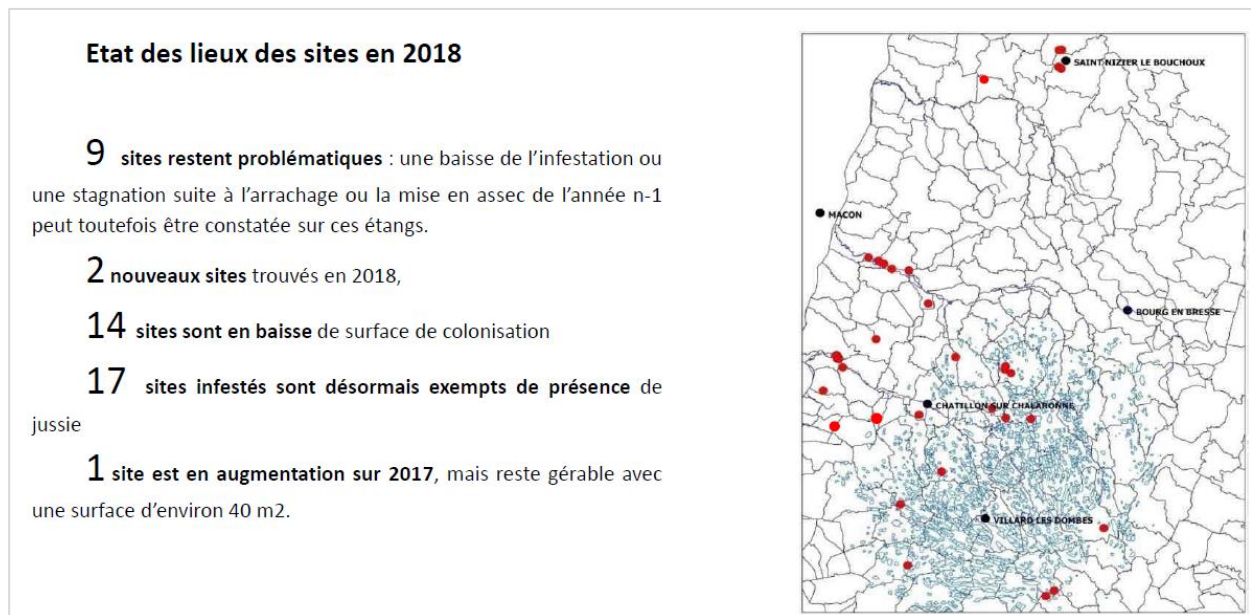 Etat des lieux des sites en 2018
9 sites restent problématiques : une baisse de l’infestation ou
une stagnation suite à l’arrachage ou la mise en assec de l’année n-1
peut toutefois être constatée sur ces étangs.
2 nouveaux sites trouvés en 2018,
14 sites sont en baisse de surface de colonisation
17 sites infestés sont désormais exempts de présence de
jussie
1 site est en augmentation sur 2017, mais reste gérable avec
une surface d’environ 40 m2.
SAINT NIZIER LE BOUCHOUX
MACON
BOURG EN BRESSE
CHATILLON SUR CHALARONNE
VILLARD LES DOMBES